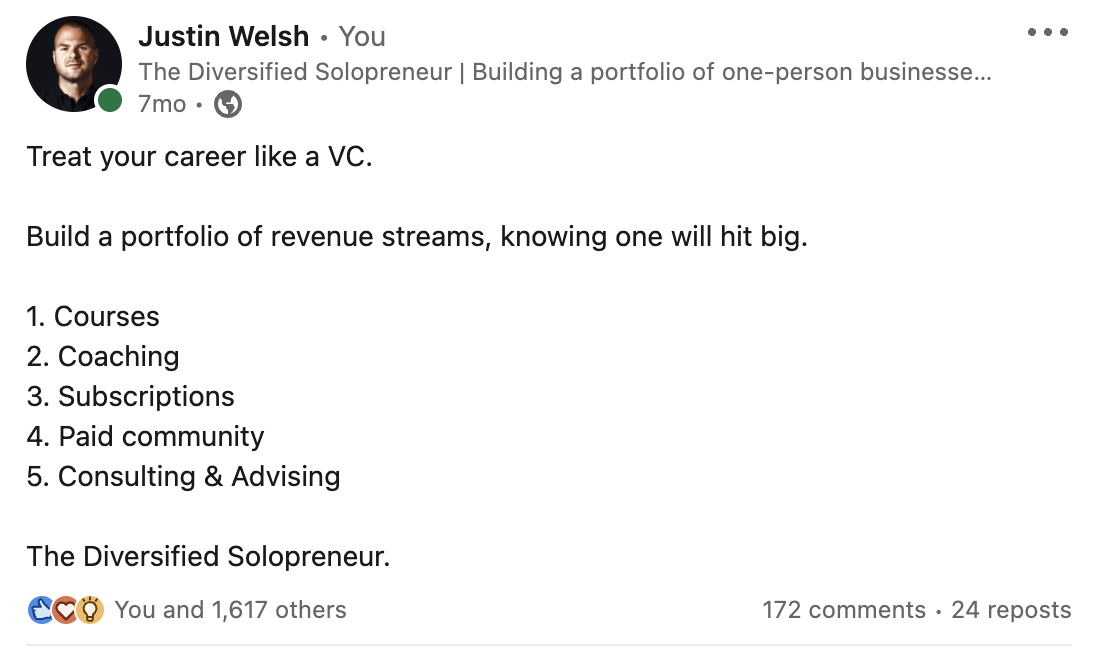 Justin Welsh • You
The Diversified Solopreneur | Building a portfolio of one-person businesse...
7mo •
Treat your career like a VC.
Build a portfolio of revenue streams, knowing one will hit big.
1. Courses
2. Coaching
3. Subscriptions
4. Paid community
5. Consulting & Advising
The Diversified Solopreneur.
You and 1,617 others
172 comments • 24 reposts